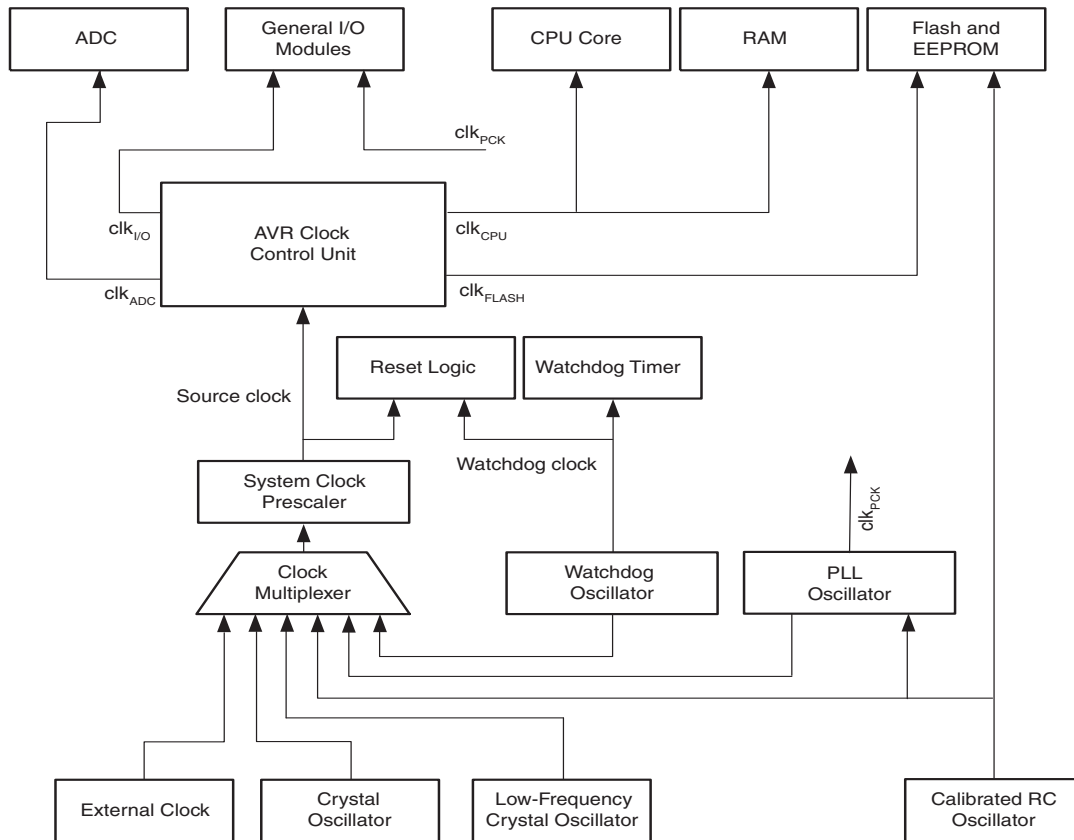 ADC
General I/O
Modules
CPU Core
RAM
Flash and
EEPROM
clkPCK
clkI/O
AVR Clock
Control Unit
clkCPU
clkADC
clkFLASH
Reset Logic
Watchdog Timer
Source clock
Watchdog clock
System Clock
Prescaler
clkPCK
Clock
Multiplexer
Watchdog
Oscillator
PLL
Oscillator
External Clock
Crystal
Oscillator
Low-Frequency
Crystal Oscillator
Calibrated RC
Oscillator